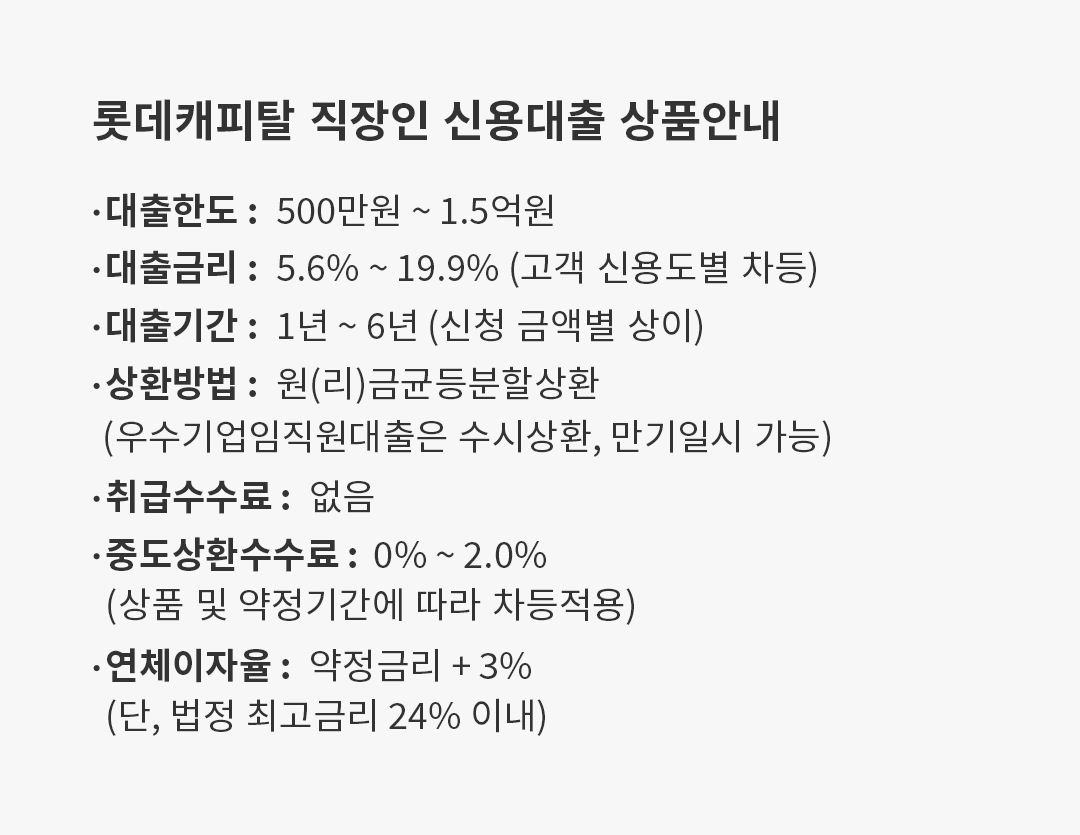 롯데캐피탈 직장인 신용대출 상품안내
·대출한도 : 500만원 ~ 1.5억원
·대출금리 : 5.6% ~ 19.9% (고객 신용도별 차등)
·대출기간 : 1년 ~ 6년 (신청 금액별 상이)
·상환방법 : 원(리)금균등분할상환
(우수기업임직원대출은 수시상환, 만기일시 가능)
·취급수수료 : 없음
·중도상환수수료 : 0% ~ 2.0%
(상품 및 약정기간에 따라 차등적용)
·연체이자율 : 약정금리 + 3%
(단, 법정 최고금리 24% 이내)